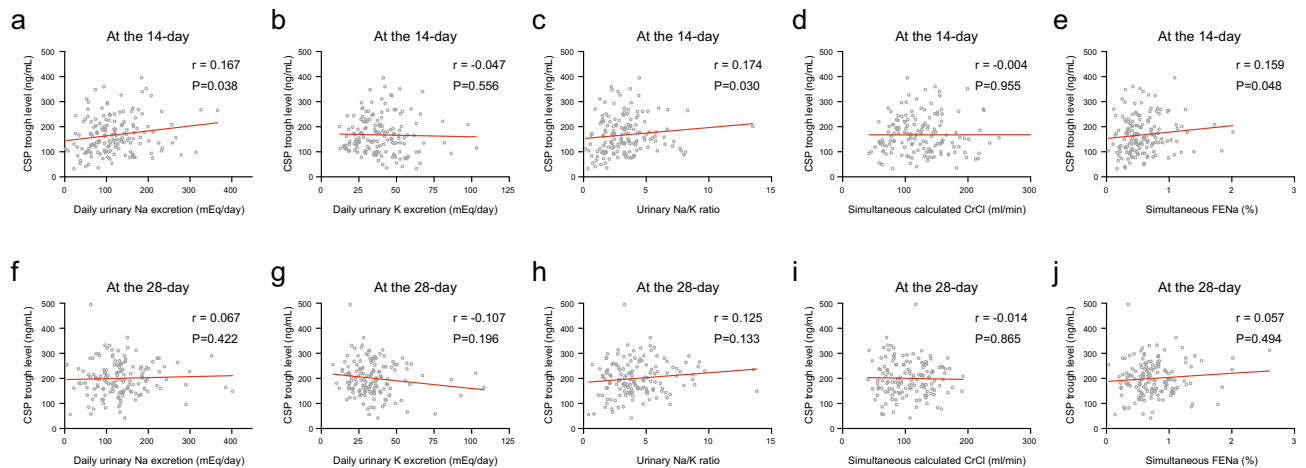 a
At the 14-day
r = 0.167
P=0.038
CSP trough level (ng/mL)
500
400
300
200
100
0
0 100 200 300 400
Daily urinary Na excretion (mEq/day)
b
At the 14-day
r = -0.047
P=0.556
CSP trough level (ng/mL)
500
400
300
200
100
0
0 25 50 75 100 125
Daily urinary K excretion (mEq/day)
c
At the 14-day
r = 0.174
P=0.030
CSP trough level (ng/mL)
500
400
300
200
100
0
0 5 10 15
Urinary Na/K ratio
d
At the 14-day
r = -0.004
P=0.955
CSP trough level (ng/mL)
500
400
300
200
100
0
0 100 200 300
Simultaneous calculated CrCl (ml/min)
e
At the 14-day
r = 0.159
P=0.048
CSP trough level (ng/mL)
500
400
300
200
100
0
0 1 2 3
Simultaneous FENa (%)
f
At the 28-day
r = 0.067
P=0.422
CSP trough level (ng/mL)
500
400
300
200
100
0
0 100 200 300 400
Daily urinary Na excretion (mEq/day)
g
At the 28-day
r = -0.107
P=0.196
CSP trough level (ng/mL)
500
400
300
200
100
0
0 25 50 75 100 125
Daily urinary K excretion (mEq/day)
h
At the 28-day
r = 0.125
P=0.133
CSP trough level (ng/mL)
500
400
300
200
100
0
0 5 10 15
Urinary Na/K ratio
i
At the 28-day
r = -0.014
P=0.865
CSP trough level (ng/mL)
500
400
300
200
100
0
0 100 200 300
Simultaneous calculated CrCl (ml/min)
j
At the 28-day
r = 0.057
P=0.494
CSP trough level (ng/mL)
500
400
300
200
100
0
0 1 2 3
Simultaneous FENa (%)